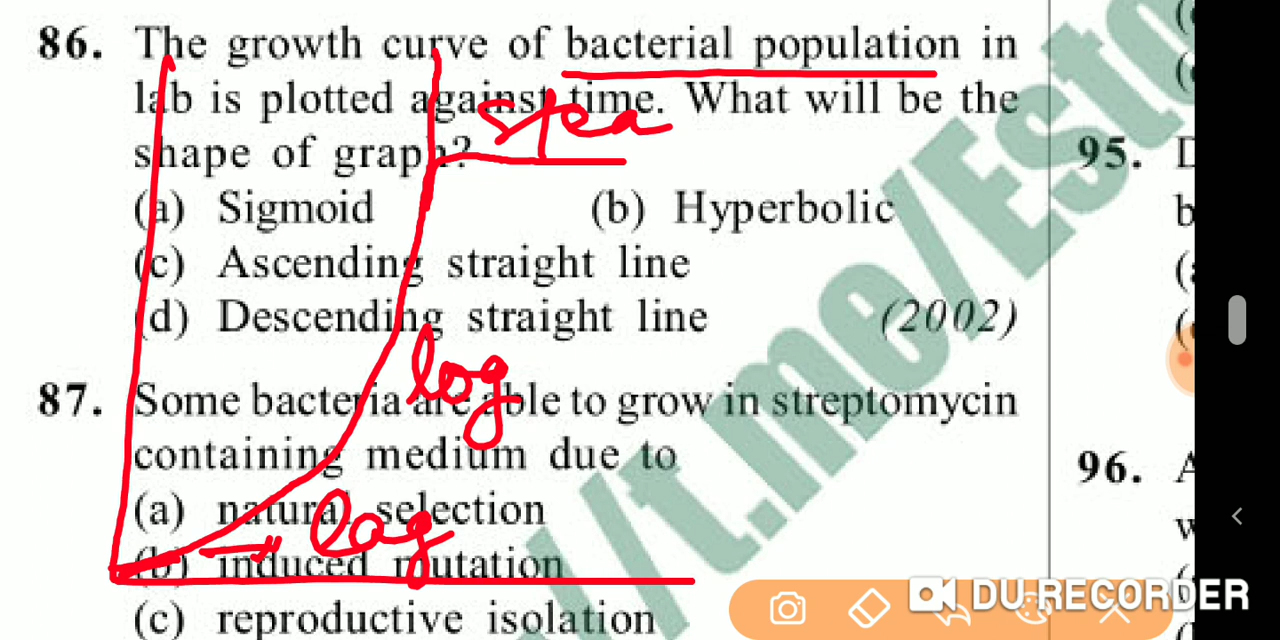 86. The growth curve of bacterial population in
lab is plotted against time. What will be the
shape of graph?
(a) Sigmoid (b) Hyperbolic
(c) Ascending straight line
(d) Descending straight line (2002)
87. Some bacteria are able to grow in streptomycin
containing medium due to
(a) natural selection
(b) induced mutation
(c) reproductive isolation
stea
log
lag
95.
96.
//t.me/Esto
DU RECORDER